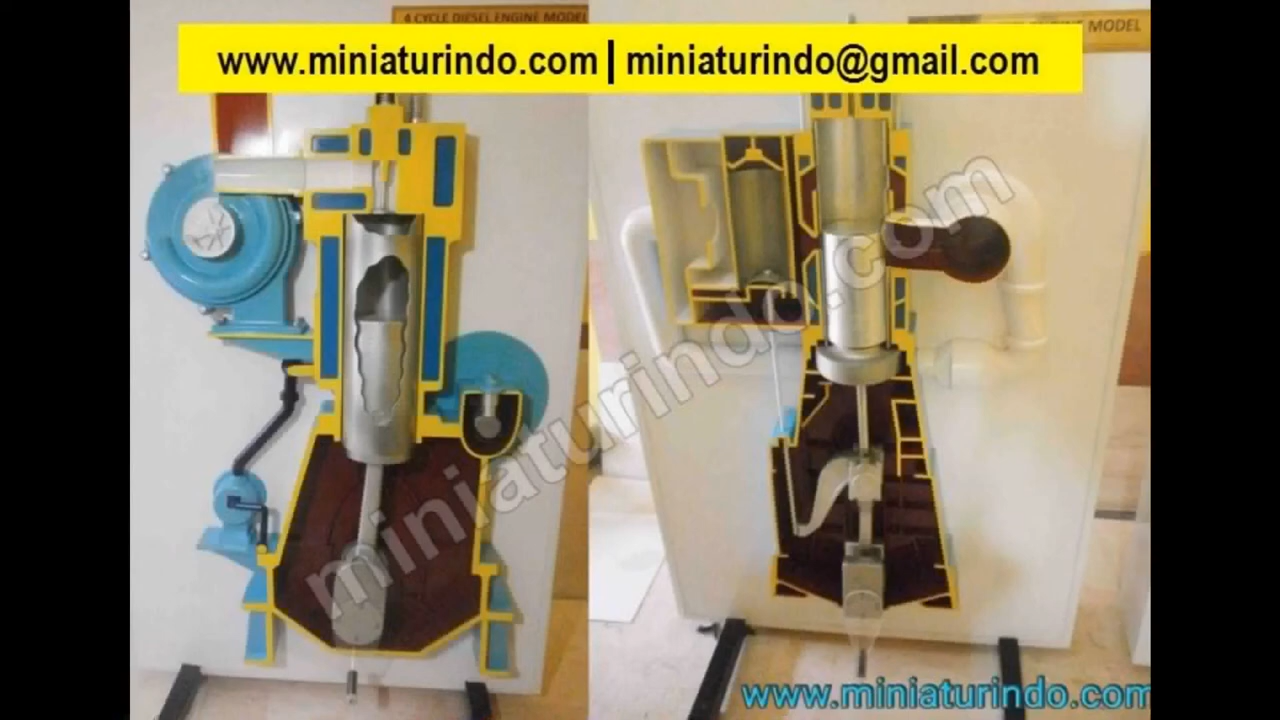 4 CYCLE DIESEL ENGINE MODEL
MODEL
www.miniaturindo.com | miniaturindo@gmail.com
miniaturindo.com
www.miniaturindo.com